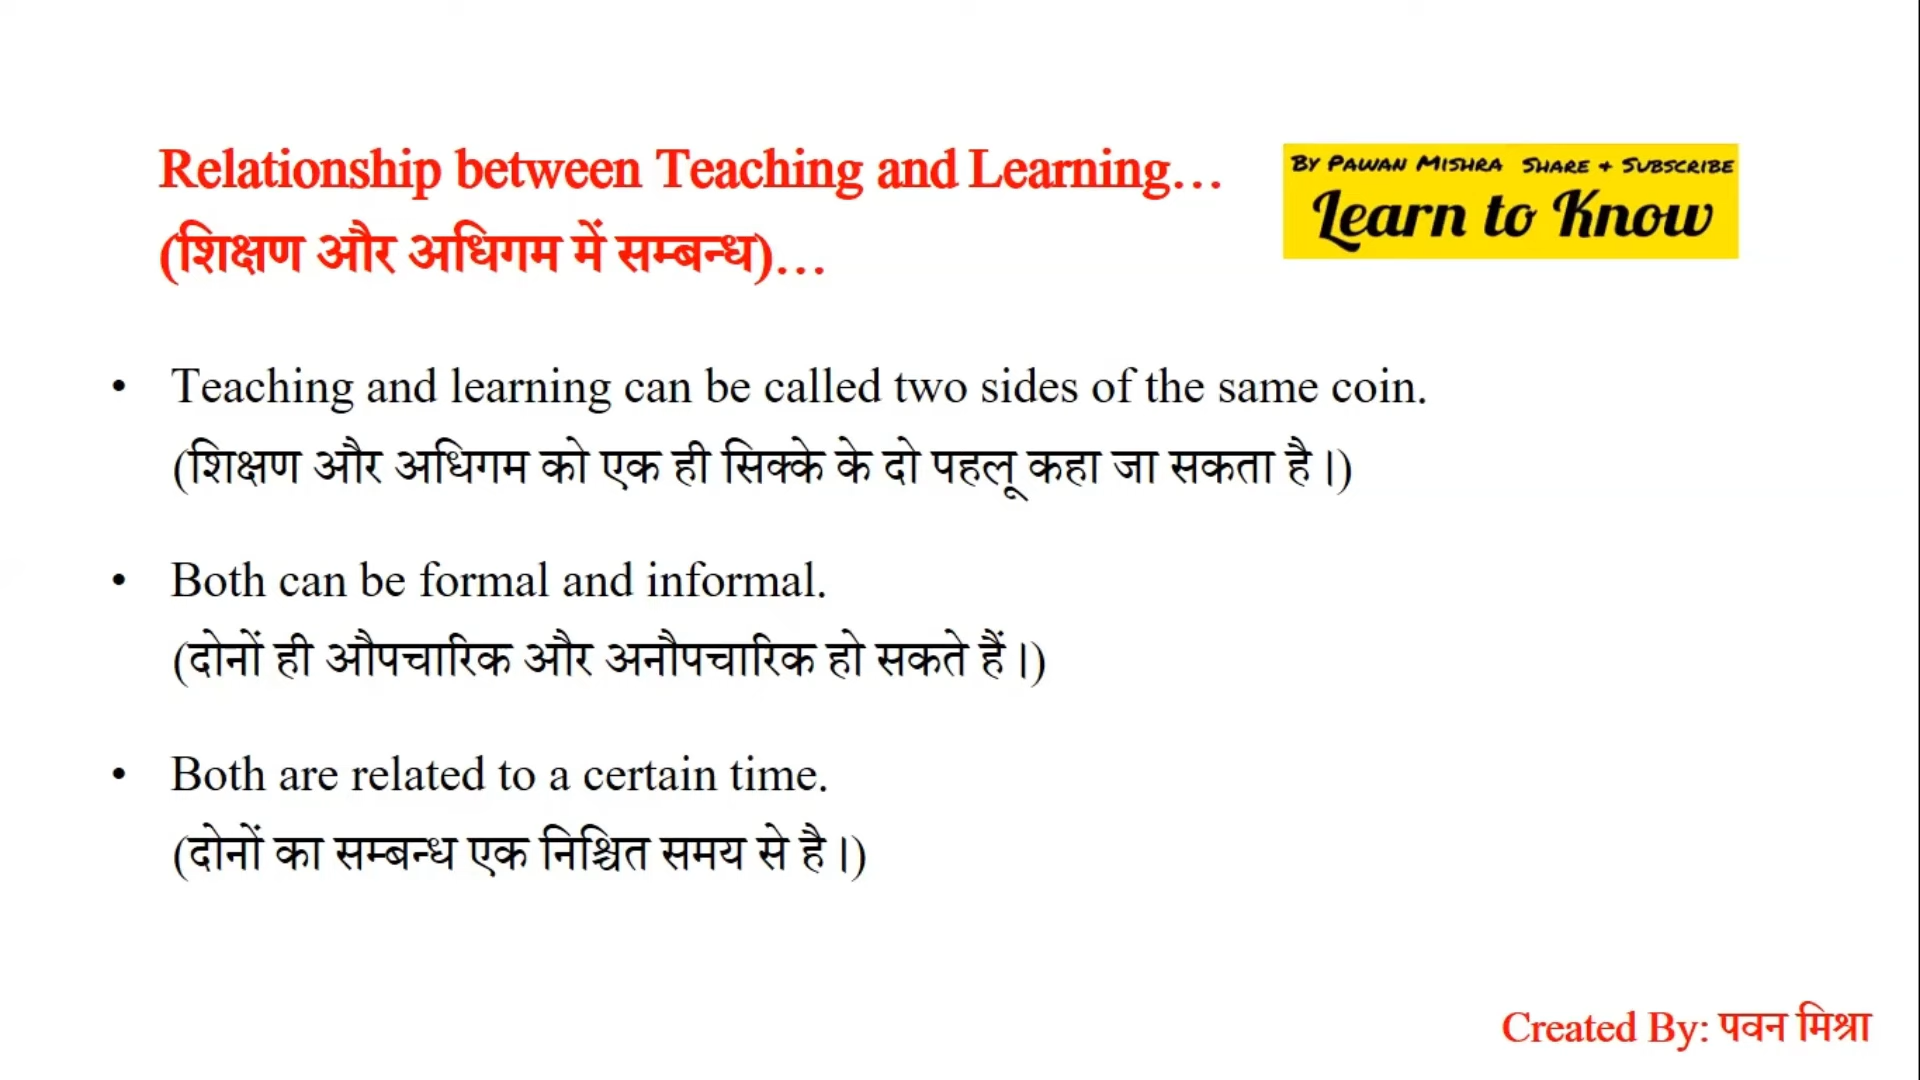 Relationship between Teaching and Learning...
(शिक्षण और अधिगम में सम्बन्ध)...
By Pawan Mishra Share + Subscribe
Learn to Know
• Teaching and learning can be called two sides of the same coin.
(शिक्षण और अधिगम को एक ही सिक्के के दो पहलू कहा जा सकता है।)
• Both can be formal and informal.
(दोनों ही औपचारिक और अनौपचारिक हो सकते हैं।)
• Both are related to a certain time.
(दोनों का सम्बन्ध एक निश्चित समय से है।)
Created By: पवन मिश्रा